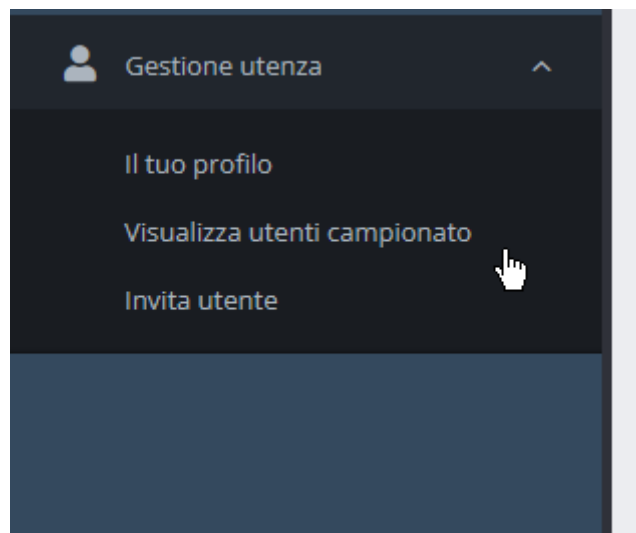 Gestione utenza
Il tuo profilo
Visualizza utenti campionato
Invita utente